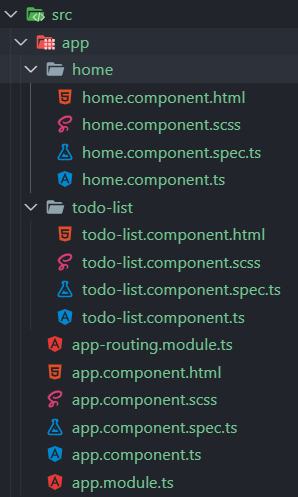 src
app
home
home.component.html
home.component.scss
home.component.spec.ts
home.component.ts
todo-list
todo-list.component.html
todo-list.component.scss
todo-list.component.spec.ts
todo-list.component.ts
app-routing.module.ts
app.component.html
app.component.scss
app.component.spec.ts
app.component.ts
app.module.ts